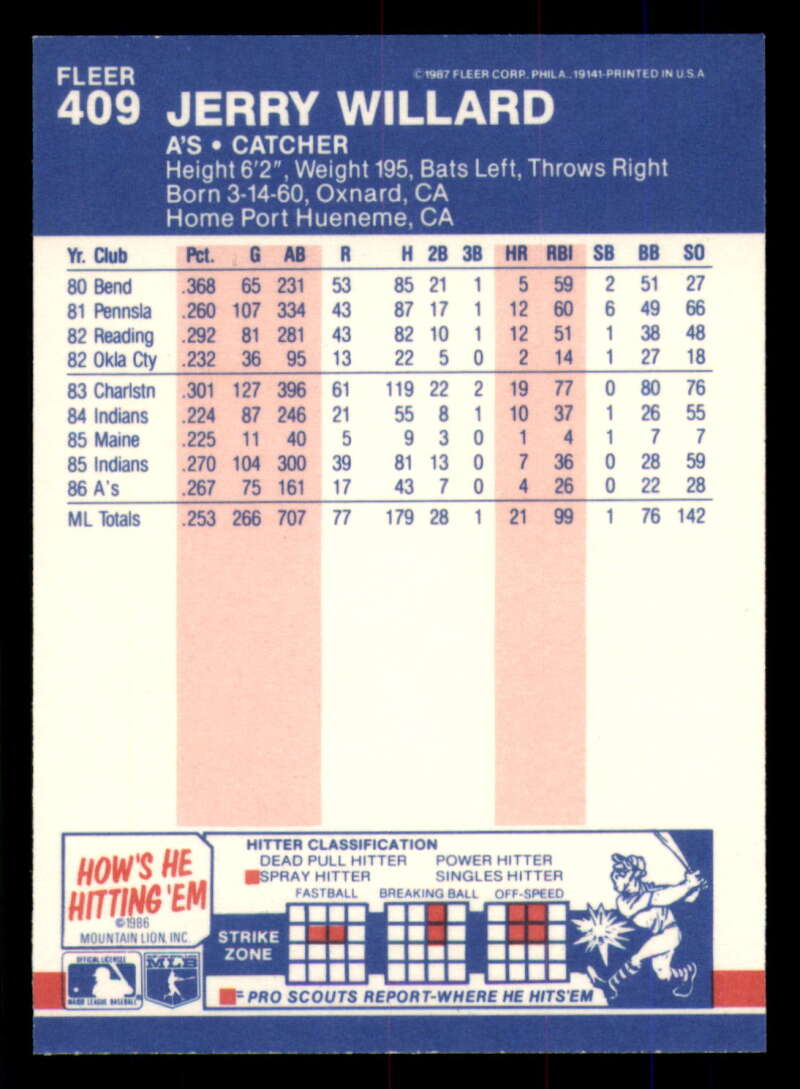 FLEER ©1987 FLEER CORP., PHILA., 19141-PRINTED IN U.S.A
409 JERRY WILLARD
A'S • CATCHER
Height 6'2", Weight 195, Bats Left, Throws Right
Born 3-14-60, Oxnard, CA
Home Port Hueneme, CA
Yr. Club Pct. G AB R H 2B 3B HR RBI SB BB SO
80 Bend .368 65 231 53 85 21 1 5 59 2 51 27
81 Pennsla .260 107 334 43 87 17 1 12 60 6 49 66
82 Reading .292 81 281 43 82 10 1 12 51 1 38 48
82 Okla Cty .232 36 95 13 22 5 0 2 14 1 27 18
83 Charlstn .301 127 396 61 119 22 2 19 77 0 80 76
84 Indians .224 87 246 21 55 8 1 10 37 1 26 55
85 Maine .225 11 40 5 9 3 0 1 4 1 7 7
85 Indians .270 104 300 39 81 13 0 7 36 0 28 59
86 A's .267 75 161 17 43 7 0 4 26 0 22 28
ML Totals .253 266 707 77 179 28 1 21 99 1 76 142
HOW'S HE
HITTING 'EM
©1986
MOUNTAIN LION, INC.
HITTER CLASSIFICATION
DEAD PULL HITTER POWER HITTER
SPRAY HITTER SINGLES HITTER
FASTBALL BREAKING BALL OFF-SPEED
STRIKE
ZONE
= PRO SCOUTS REPORT-WHERE HE HITS 'EM
OFFICIAL LICENSEE
MAJOR LEAGUE BASEBALL
MLB